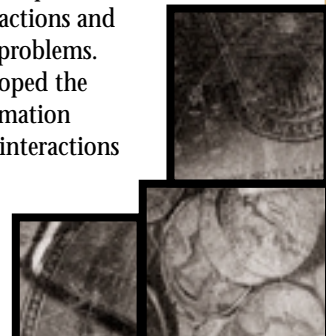 actions and
problems.
oped the
mation
interactions